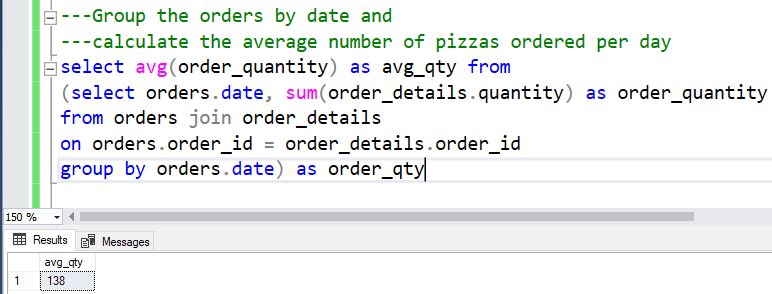 ---Group the orders by date and
---calculate the average number of pizzas ordered per day
select avg(order_quantity) as avg_qty from
(select orders.date, sum(order_details.quantity) as order_quantity
from orders join order_details
on orders.order_id = order_details.order_id
group by orders.date) as order_qty
150 %
Results Messages
avg_qty
1 138